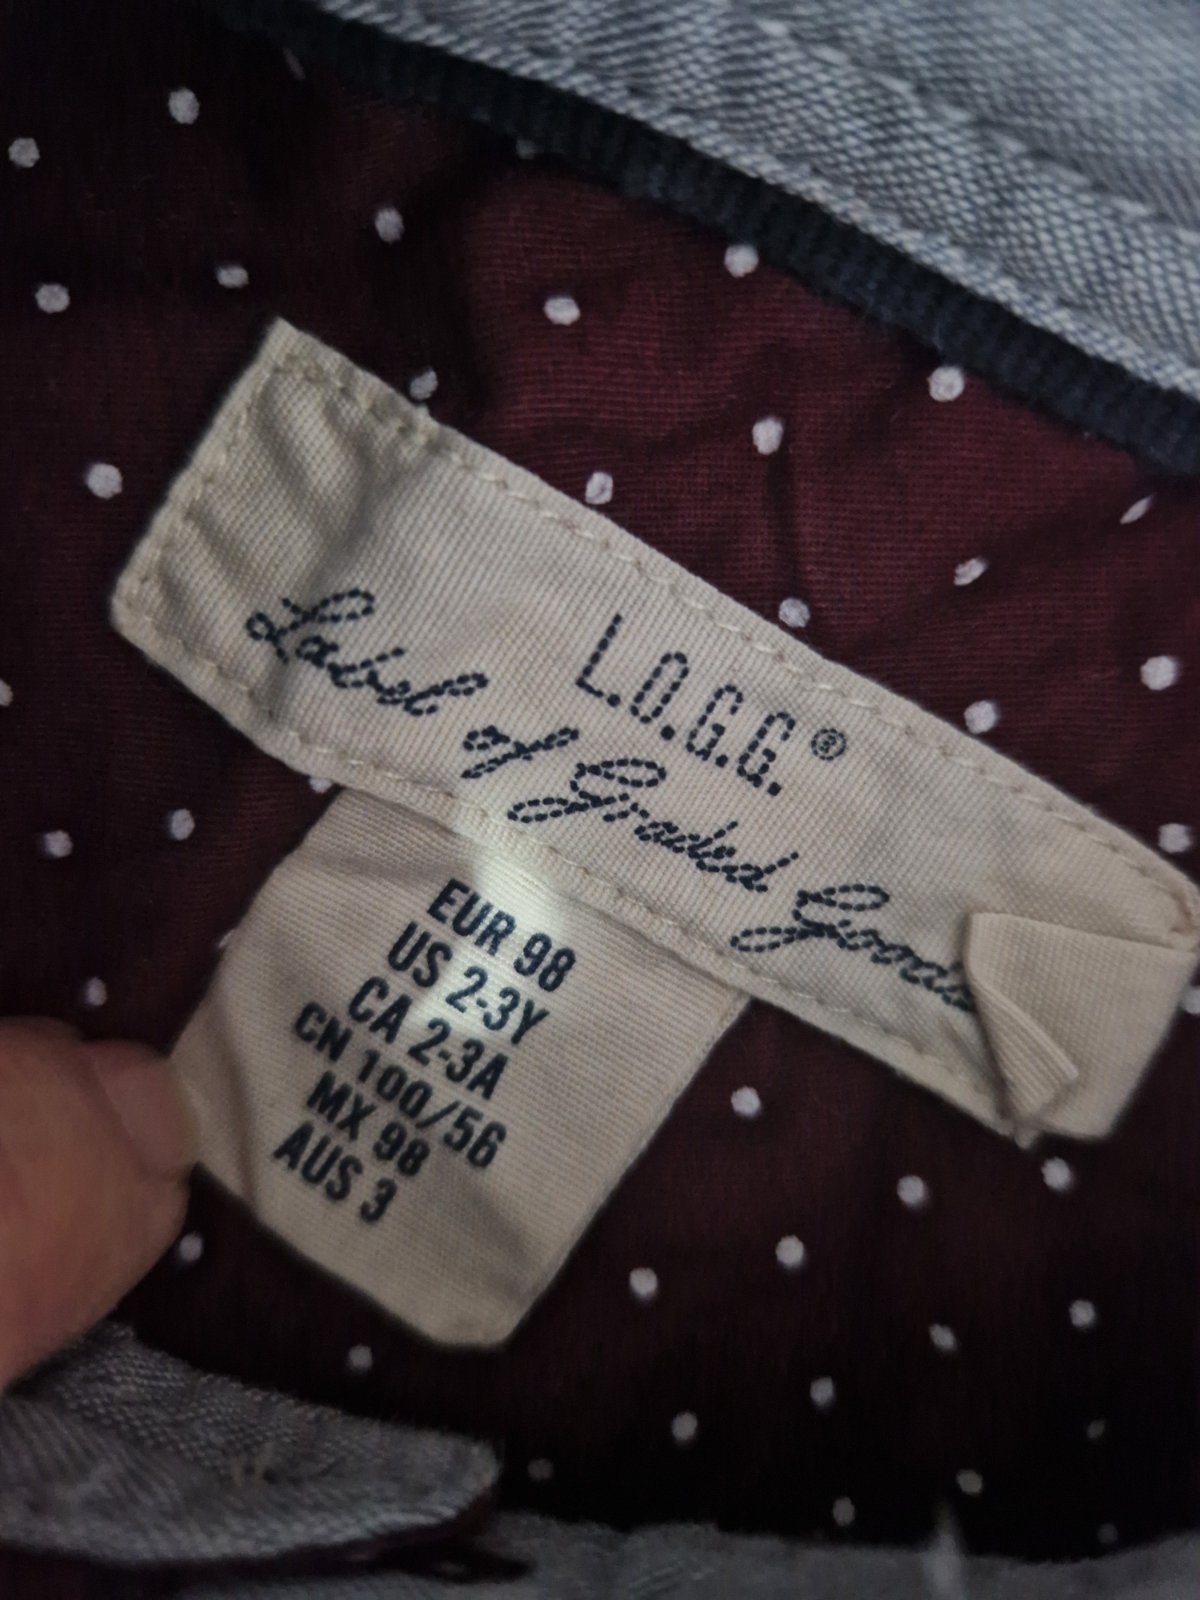 L.O.G.G.®
Label of Graded Goods
EUR 98
US 2-3Y
CA 2-3A
CN 100/56
MX 98
AUS 3